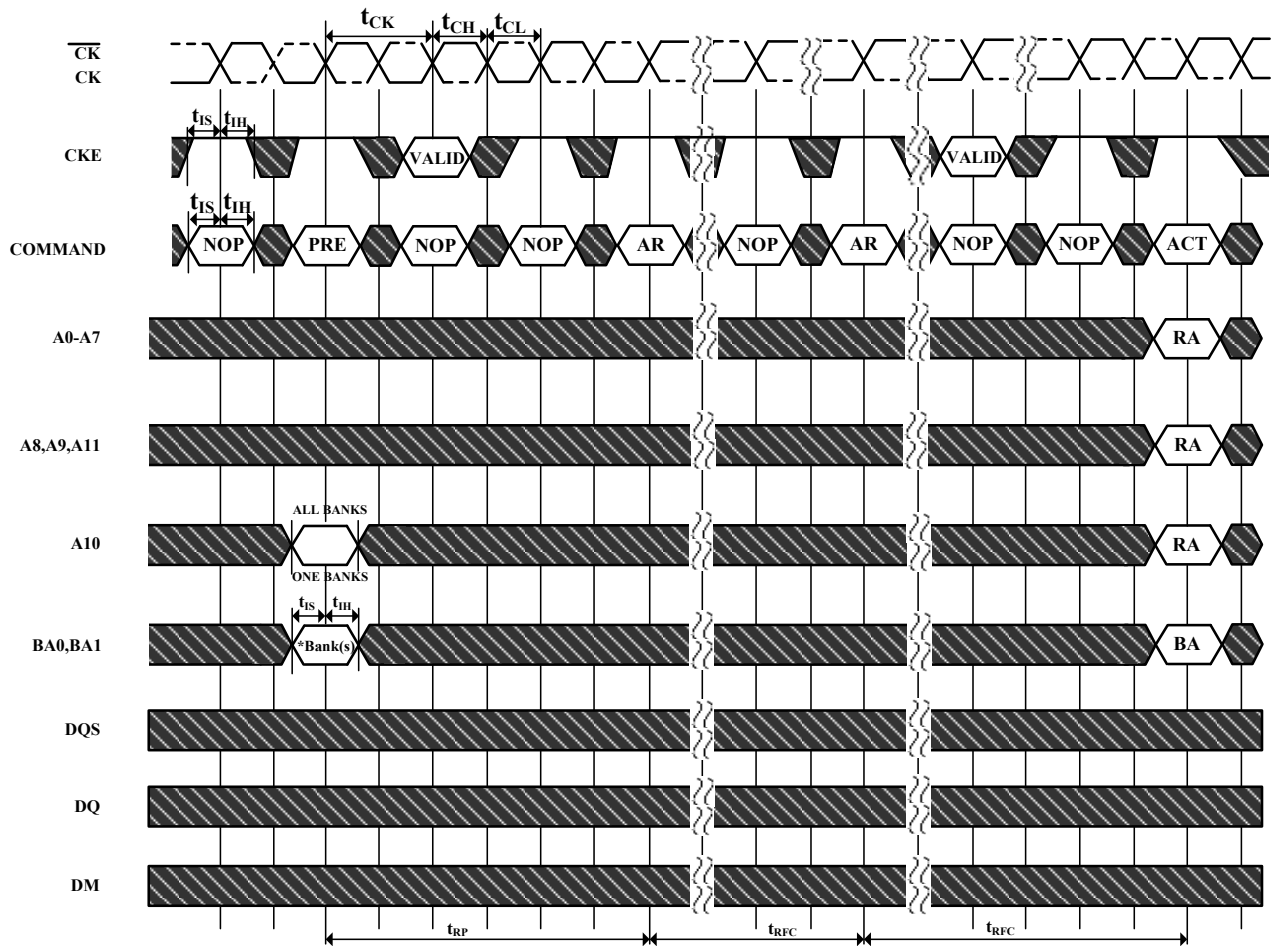 tCK tCH tCL
CK
CK
tIS tIH
CKE VALID VALID
tIS tIH
COMMAND NOP PRE NOP NOP AR NOP AR NOP NOP ACT
A0-A7 RA
A8,A9,A11 RA
ALL BANKS
A10 RA
ONE BANKS
tIS tIH
BA0,BA1 *Bank(s) BA
DQS
DQ
DM
tRP tRFC tRFC